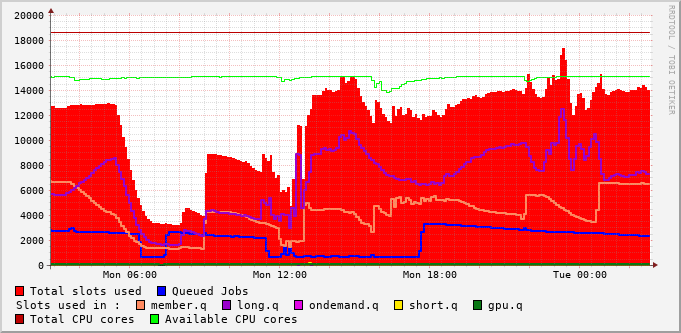 20000
18000
16000
14000
12000
10000
8000
6000
4000
2000
0
Mon 06:00 Mon 12:00 Mon 18:00 Tue 00:00
RRDTOOL / TOBI OETIKER
Total slots used Queued Jobs
Slots used in : member.q long.q ondemand.q short.q gpu.q
Total CPU cores Available CPU cores